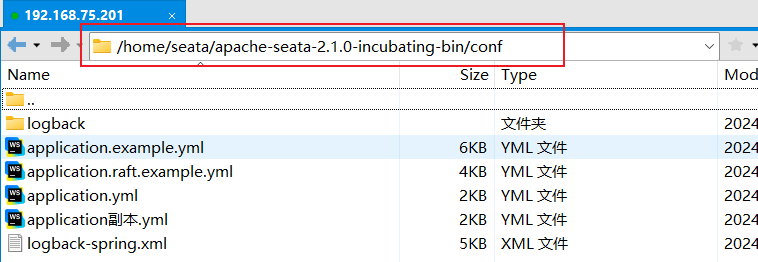 192.168.75.201 ×
/home/seata/apache-seata-2.1.0-incubating-bin/conf
Name Size Type Mod
..
logback 文件夹 2024
application.example.yml 6KB YML 文件 2024
application.raft.example.yml 4KB YML 文件 2024
application.yml 2KB YML 文件 2024
application副本.yml 2KB YML 文件 2024
logback-spring.xml 5KB XML 文件 2024